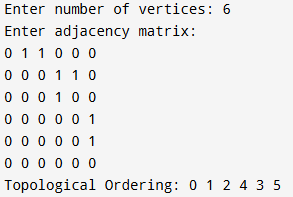 Enter number of vertices: 6
Enter adjacency matrix:
0 1 1 0 0 0
0 0 0 1 1 0
0 0 0 1 0 0
0 0 0 0 0 1
0 0 0 0 0 1
0 0 0 0 0 0
Topological Ordering: 0 1 2 4 3 5